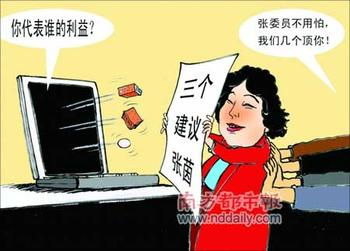 你代表谁的利益?
张委员不用怕,
我们几个顶你!
三个
建议
张茵
南方都市报
www.nddaily.com